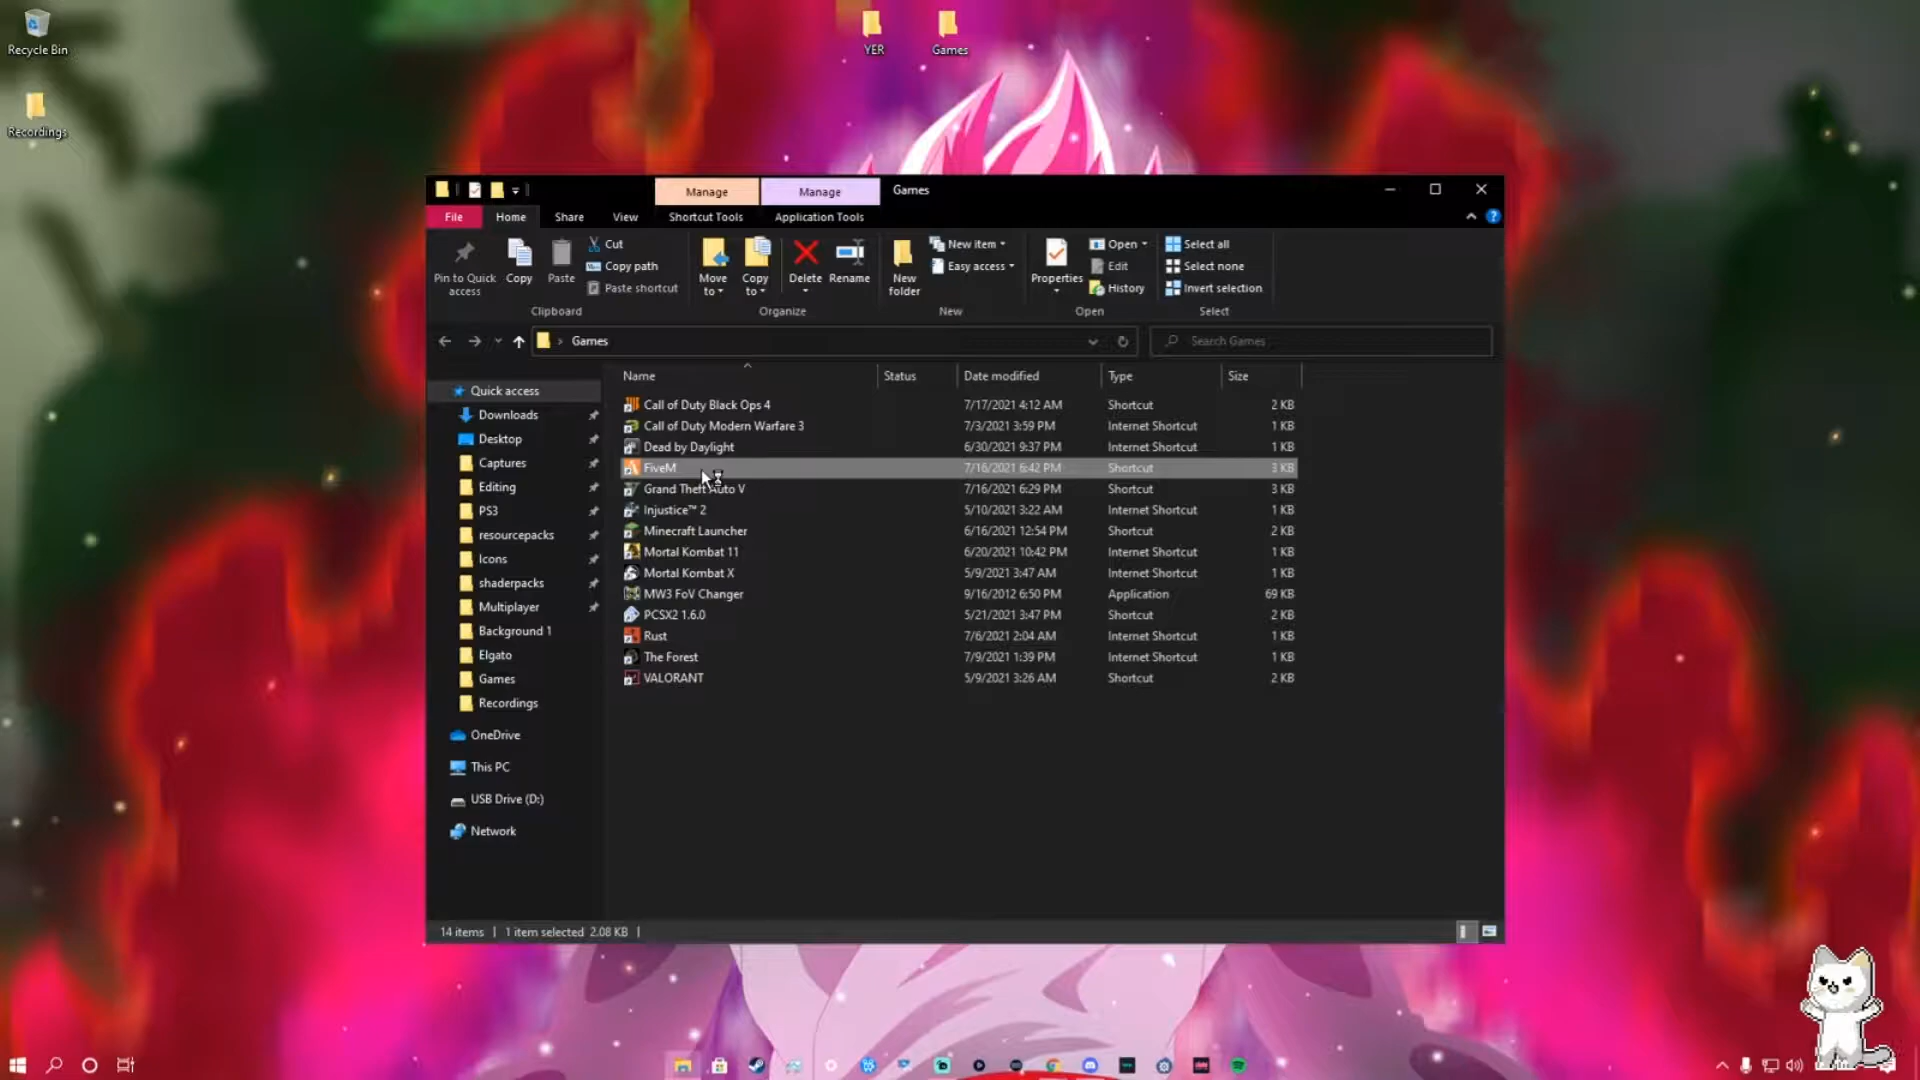 Recycle Bin
YER
Games
Recordings
Manage
Manage
Games
File
Home
Share
View
Shortcut Tools
Application Tools
Pin to Quick access
Copy
Paste
Cut
Copy path
Paste shortcut
Clipboard
Move to
Copy to
Delete
Rename
Organize
New folder
New item
Easy access
New
Properties
Open
Edit
History
Open
Select all
Select none
Invert selection
Select
Games
Search Games
Name Status Date modified Type Size
Quick access
Downloads
Desktop
Captures
Editing
PS3
resourcepacks
Icons
shaderpacks
Multiplayer
Background 1
Elgato
Games
Recordings
OneDrive
This PC
USB Drive (D:)
Network
Call of Duty Black Ops 4 7/17/2021 4:12 AM Shortcut 2 KB
Call of Duty Modern Warfare 3 7/3/2021 3:59 PM Internet Shortcut 1 KB
Dead by Daylight 6/30/2021 9:37 PM Internet Shortcut 1 KB
FiveM 7/16/2021 6:42 PM Shortcut 3 KB
Grand Theft Auto V 7/16/2021 6:29 PM Shortcut 3 KB
Injustice™ 2 5/10/2021 3:22 AM Internet Shortcut 1 KB
Minecraft Launcher 6/16/2021 12:54 PM Shortcut 2 KB
Mortal Kombat 11 6/20/2021 10:42 PM Internet Shortcut 1 KB
Mortal Kombat X 5/9/2021 3:47 AM Internet Shortcut 1 KB
MW3 FoV Changer 9/16/2012 6:50 PM Application 69 KB
PCSX2 1.6.0 5/21/2021 3:47 PM Shortcut 2 KB
Rust 7/6/2021 2:04 AM Internet Shortcut 1 KB
The Forest 7/9/2021 1:39 PM Internet Shortcut 1 KB
VALORANT 5/9/2021 3:26 AM Shortcut 2 KB
14 items 1 item selected 2.08 KB